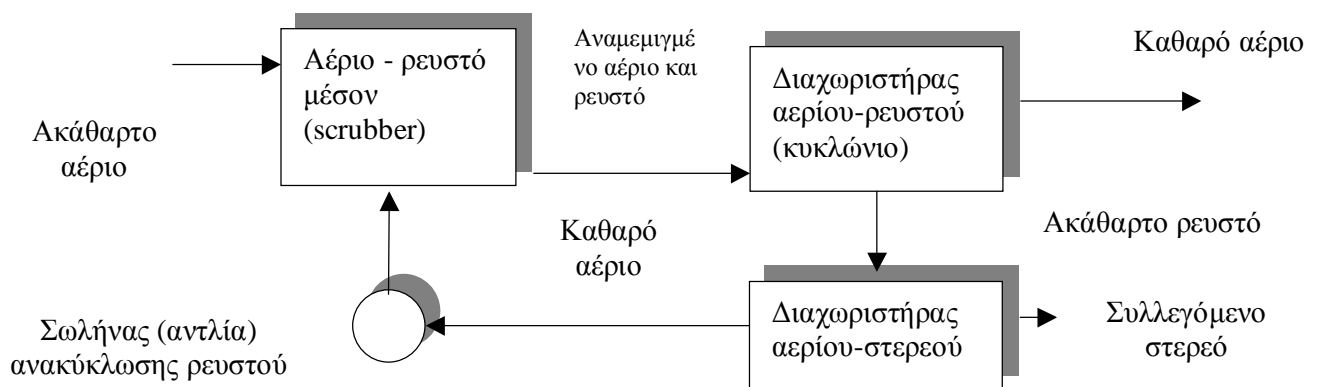 Ακάθαρτο
αέριο
Αέριο - ρευστό
μέσον
(scrubber)
Αναμεμιγμέ
νο αέριο και
ρευστό
Διαχωριστήρας
αερίου-ρευστού
(κυκλώνιο)
Καθαρό αέριο
Ακάθαρτο ρευστό
Καθαρό
αέριο
Σωλήνας (αντλία)
ανακύκλωσης ρευστού
Διαχωριστήρας
αερίου-στερεού
Συλλεγόμενο
στερεό